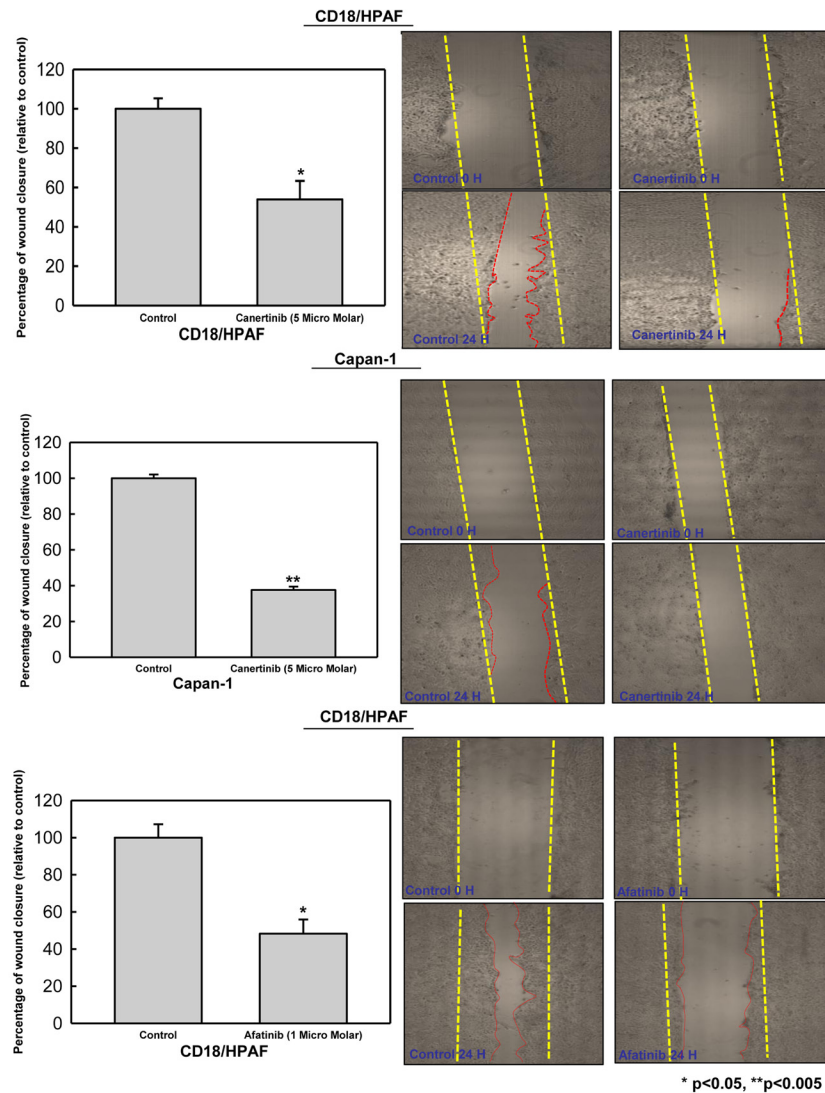 CD18/HPAF
Percentage of wound closure (relative to control)
120
100
80
60
40
20
0
*
Control
Canertinib (5 Micro Molar)
CD18/HPAF
Control 0 H
Canertinib 0 H
Control 24 H
Canertinib 24 H
Capan-1
Percentage of wound closure (relative to control)
120
100
80
60
40
20
0
**
Control
Canertinib (5 Micro Molar)
Capan-1
Control 0 H
Canertinib 0 H
Control 24 H
Canertinib 24 H
CD18/HPAF
Percentage of wound closure (relative to control)
120
100
80
60
40
20
0
*
Control
Afatinib (1 Micro Molar)
CD18/HPAF
Control 0 H
Afatinib 0 H
Control 24 H
Afatinib 24 H
* p<0.05, **p<0.005